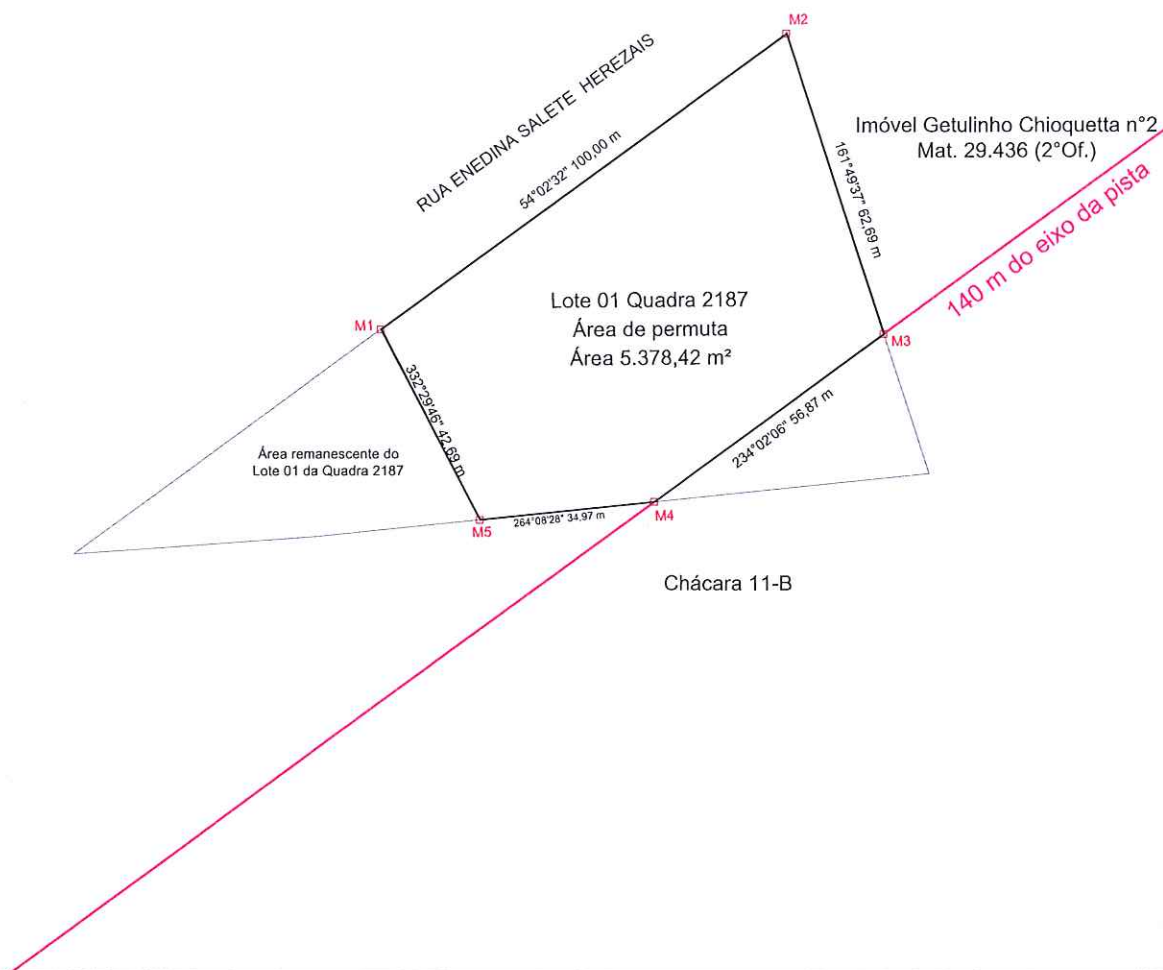 M2
RUA ENEDINA SALETE HEREZAIS
54°02'32" 100,00 m
161°49'37" 62,69 m
Imóvel Getulinho Chioquetta n°2
Mat. 29.436 (2°Of.)
140 m do eixo da pista
M1
Lote 01 Quadra 2187
Área de permuta
Área 5.378,42 m²
M3
332°29'46" 42,69 m
234°02'06" 56,87 m
Área remanescente do
Lote 01 da Quadra 2187
264°08'28" 34,97 m
M4
M5
Chácara 11-B